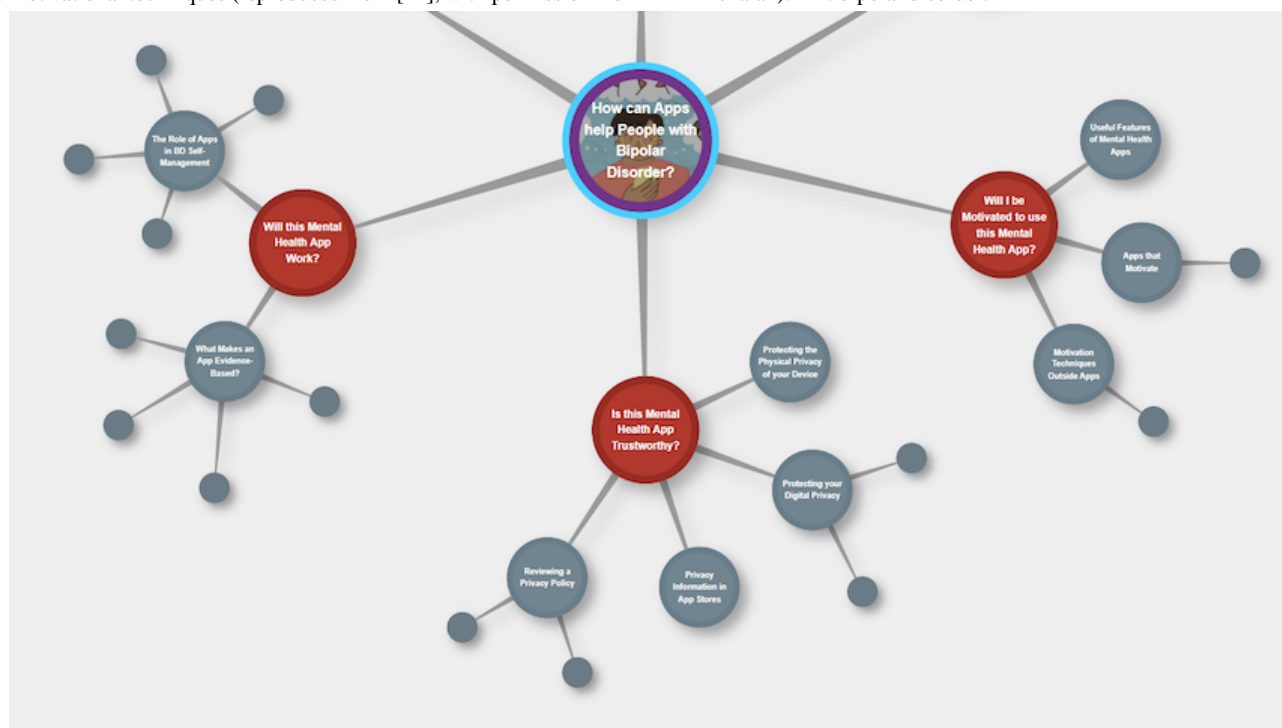 How can Apps
help People with
Bipolar
Disorder?
The Role of Apps
in BD Self-
Management
Will this Mental
Health App
Work?
What Makes an
App Evidence-
Based?
Is this Mental
Health App
Trustworthy?
Protecting the
Physical Privacy
of your Device
Protecting your
Digital Privacy
Privacy
Information in
App Stores
Reviewing a
Privacy Policy
Will I be
Motivated to use
this Mental
Health App?
Useful Features
of Mental Health
Apps
Apps that
Motivate
Motivation
Techniques
Outside Apps